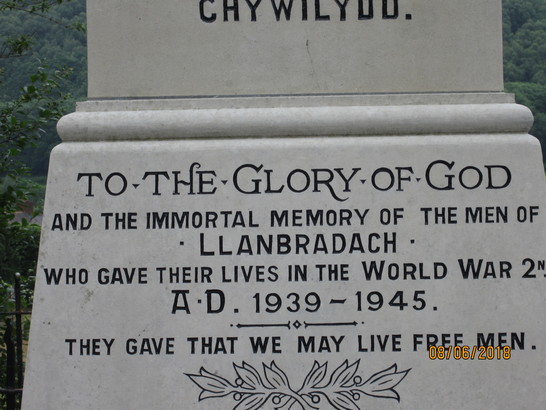 CHYWILYDD.
TO·THE·GLORY·OF·GOD
AND THE IMMORTAL MEMORY OF THE MEN OF
· LLANBRADACH ·
WHO GAVE THEIR LIVES IN THE WORLD WAR 2ND
A·D. 1939-1945.
THEY GAVE THAT WE MAY LIVE FREE MEN.
08/06/2018